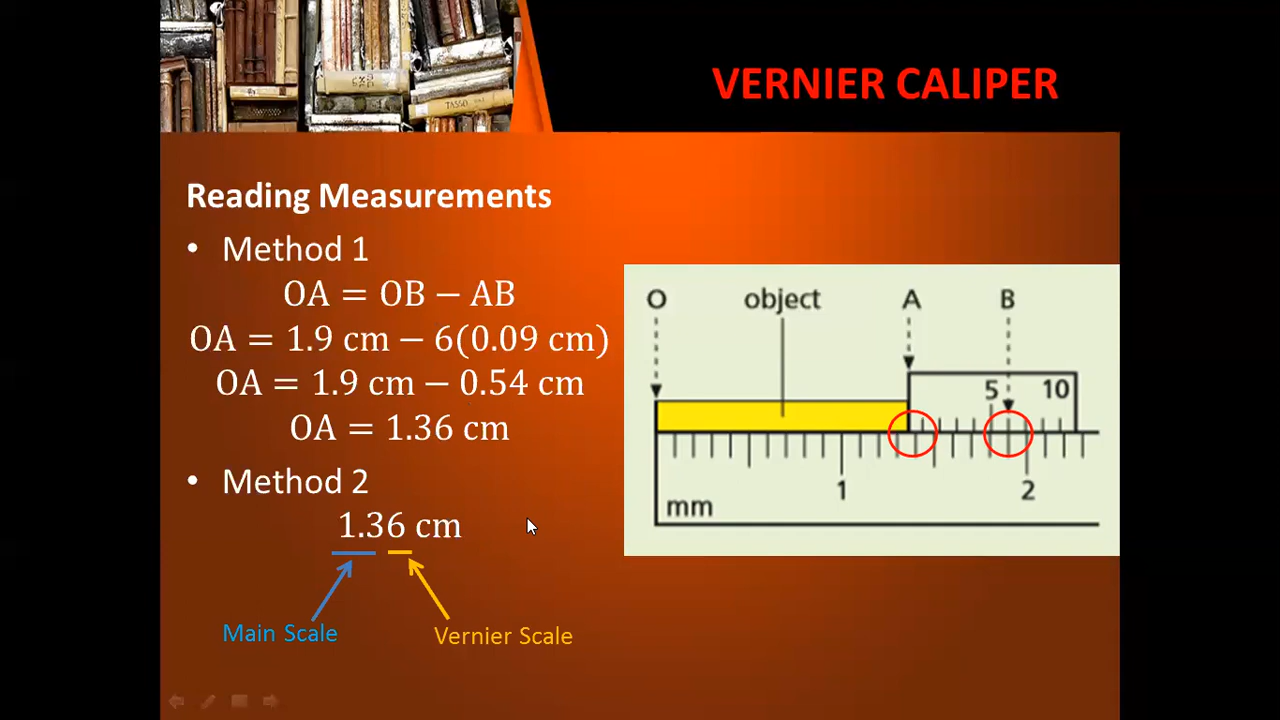 VERNIER CALIPER
Reading Measurements
• Method 1
OA = OB − AB
OA = 1.9 cm − 6(0.09 cm)
OA = 1.9 cm − 0.54 cm
OA = 1.36 cm
• Method 2
1.36 cm
Main Scale
Vernier Scale
O object A B
5 10
1 2
mm
TASSO